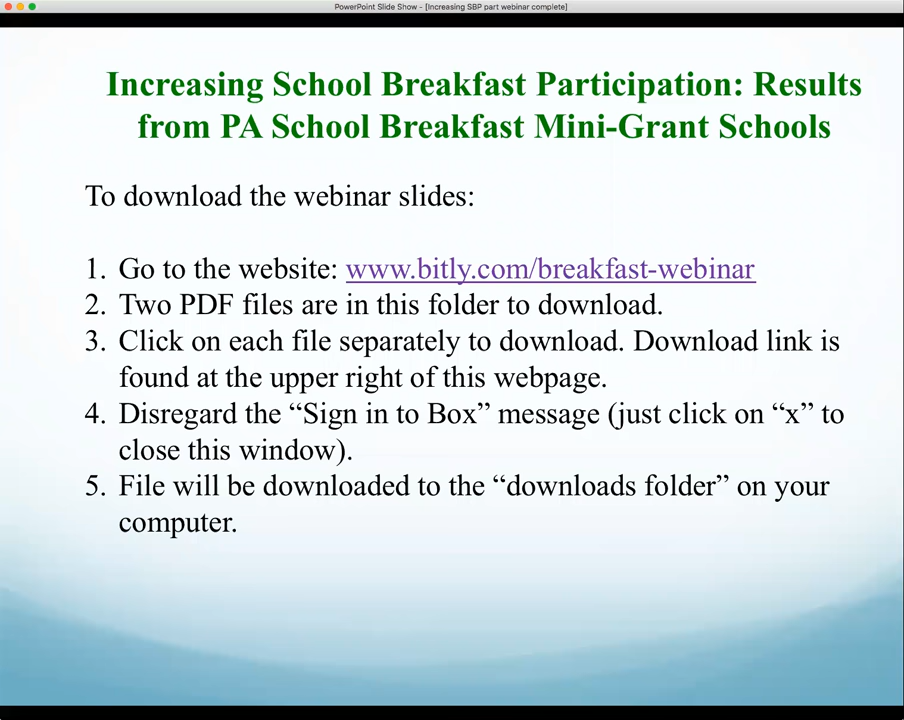 PowerPoint Slide Show - [Increasing SBP part webinar complete]
Increasing School Breakfast Participation: Results
from PA School Breakfast Mini-Grant Schools
To download the webinar slides:
1. Go to the website: www.bitly.com/breakfast-webinar
2. Two PDF files are in this folder to download.
3. Click on each file separately to download. Download link is
found at the upper right of this webpage.
4. Disregard the “Sign in to Box” message (just click on “x” to
close this window).
5. File will be downloaded to the “downloads folder” on your
computer.